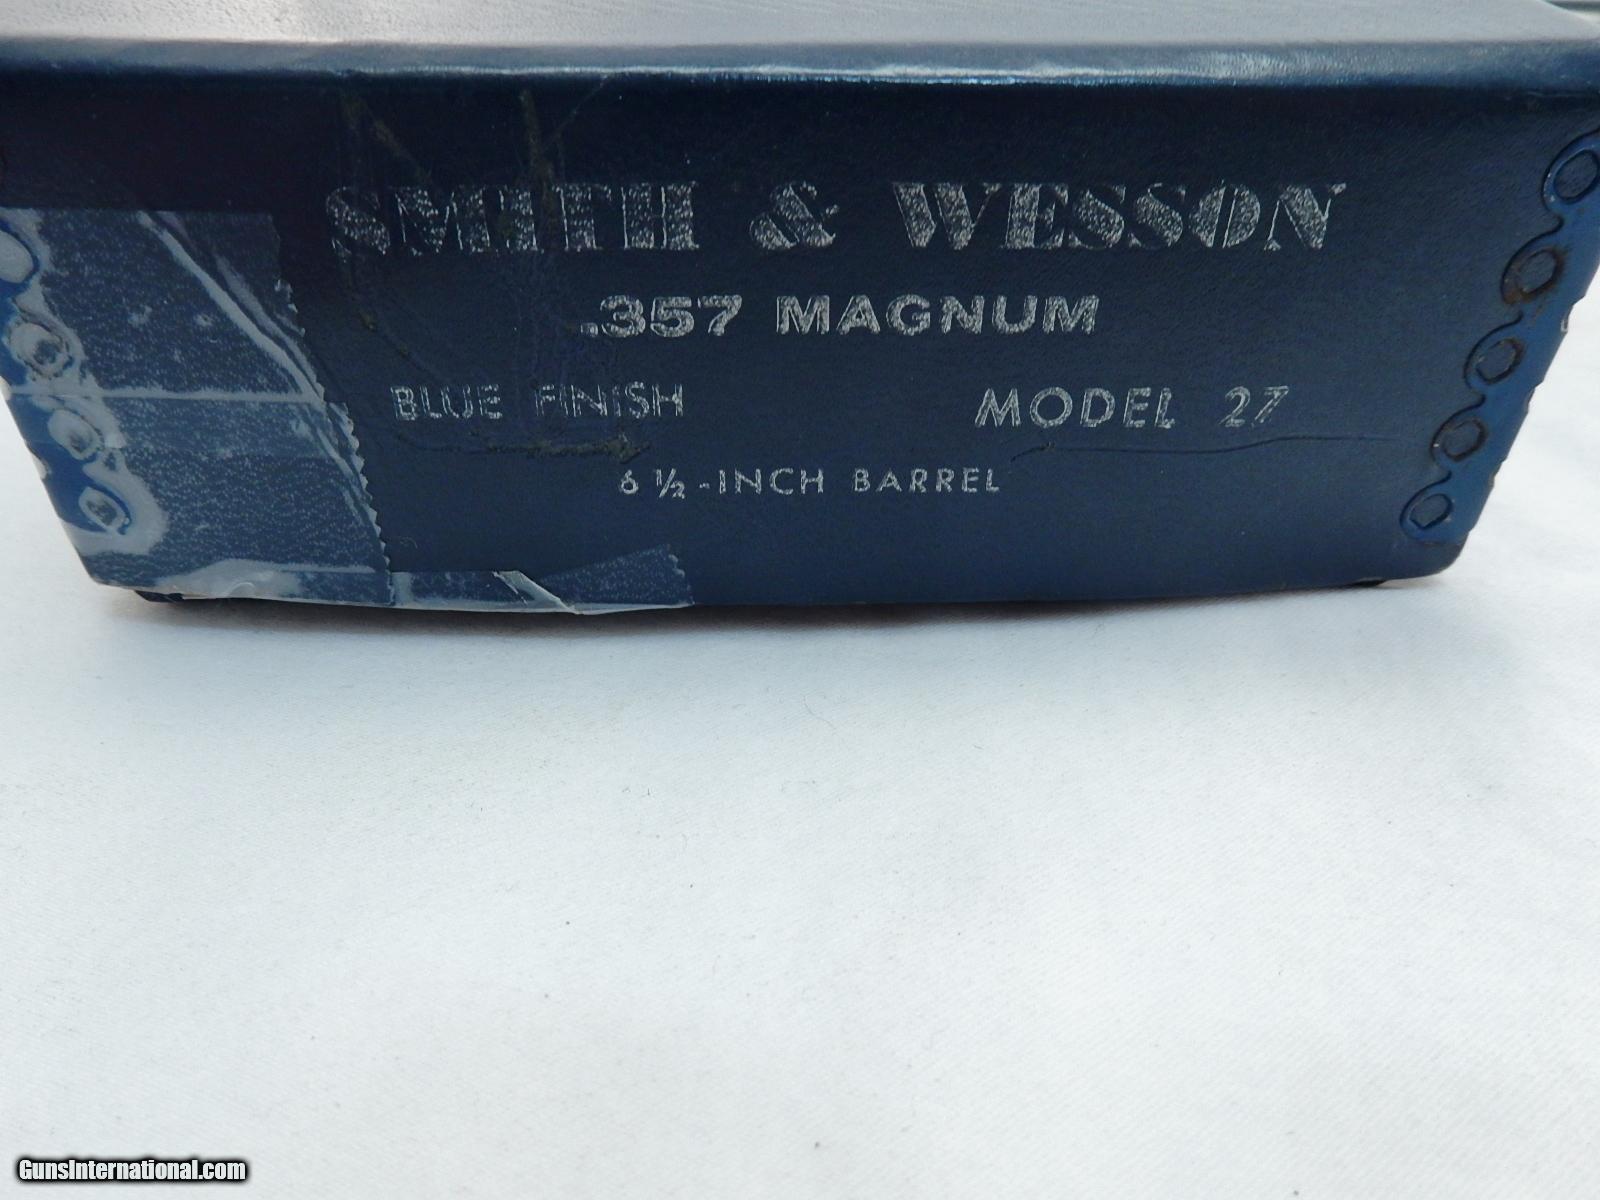 SMITH & WESSON
.357 MAGNUM
BLUE FINISH MODEL 27
6 ½-INCH BARREL
GunsInternational.com